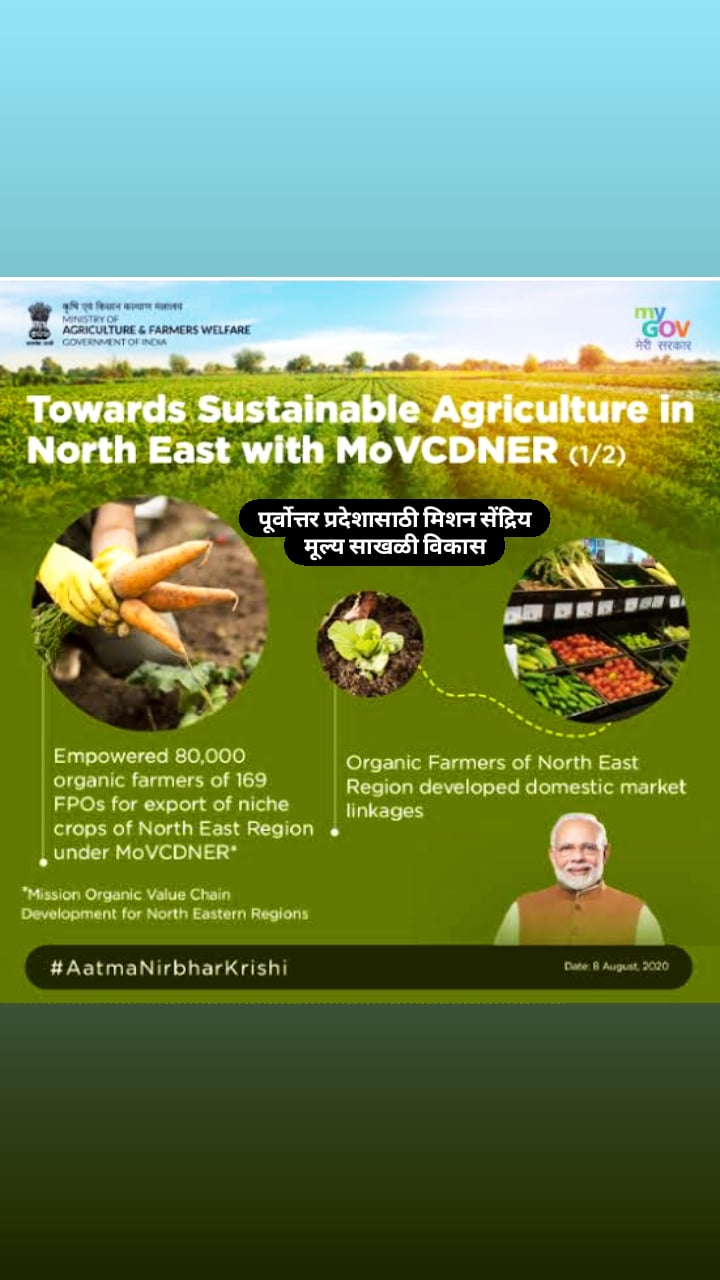 कृषि एवं किसान कल्याण मंत्रालय
MINISTRY OF
AGRICULTURE & FARMERS WELFARE
GOVERNMENT OF INDIA
my
GOV
मेरी सरकार
Towards Sustainable Agriculture in
North East with MoVCDNER (1/2)
पूर्वोत्तर प्रदेशासाठी मिशन सेंद्रिय
मूल्य साखळी विकास
Empowered 80,000
organic farmers of 169
FPOs for export of niche
crops of North East Region
under MoVCDNER*
Organic Farmers of North East
Region developed domestic market
linkages
*Mission Organic Value Chain
Development for North Eastern Regions
#AatmaNirbharKrishi
Date: 8 August, 2020